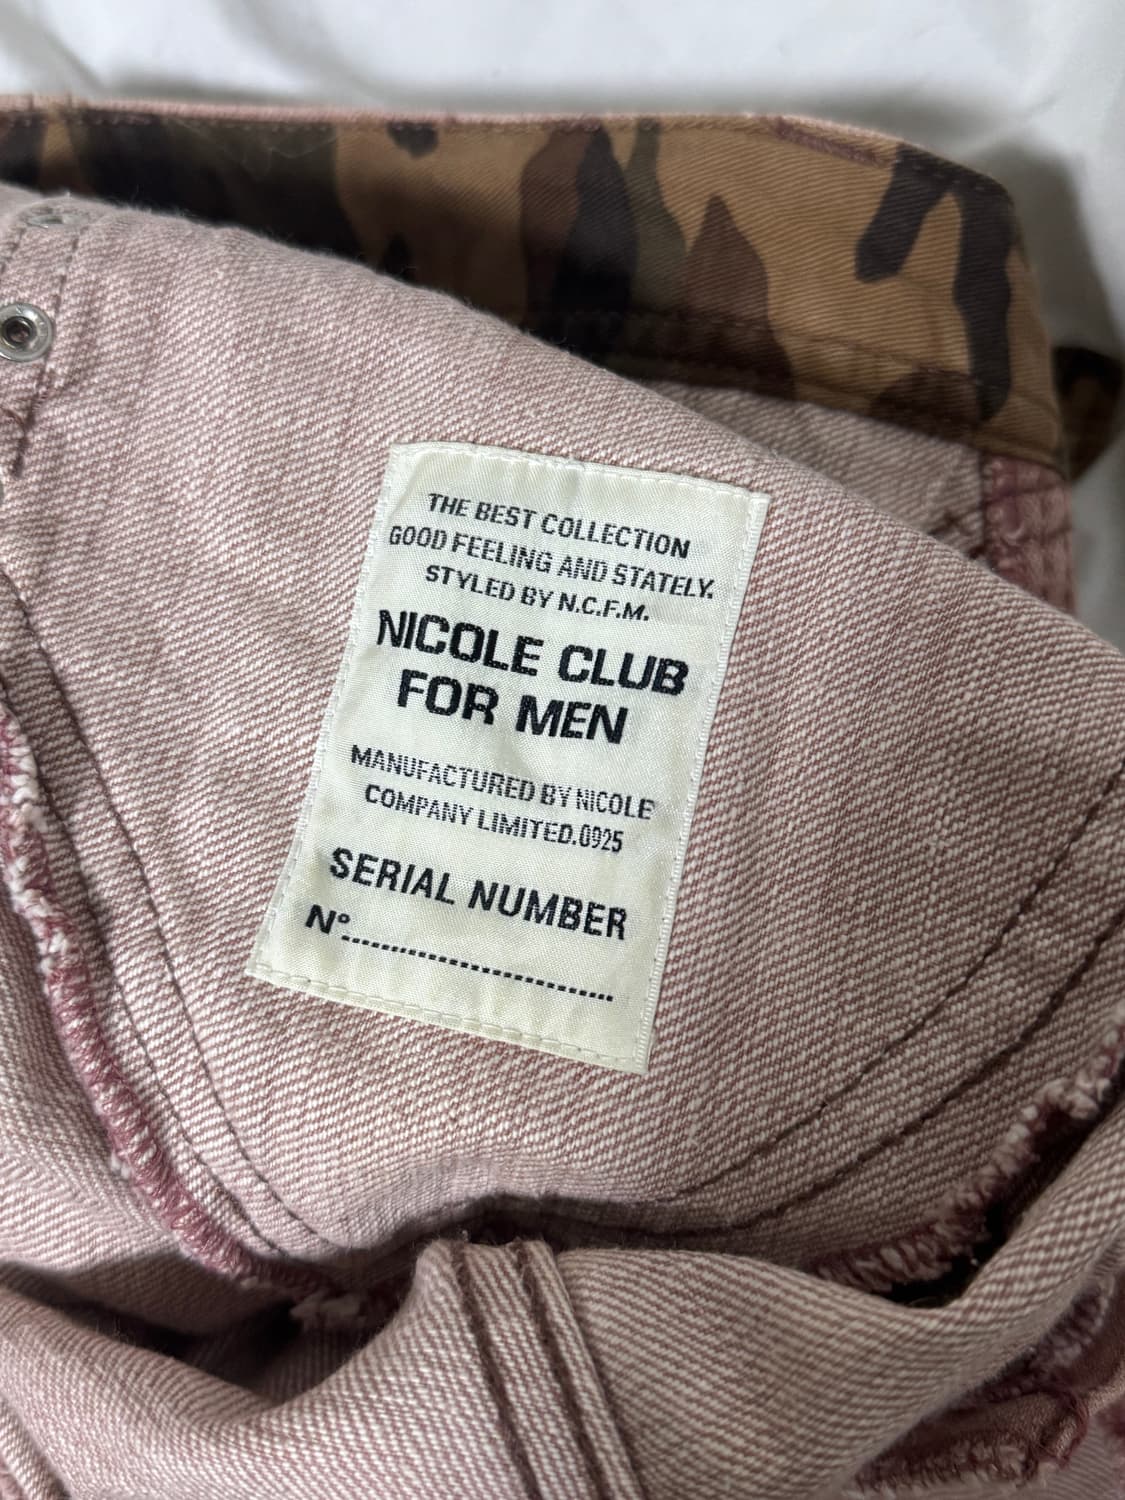 THE BEST COLLECTION
GOOD FEELING AND STATELY.
STYLED BY N.C.F.M.
NICOLE CLUB
FOR MEN
MANUFACTURED BY NICOLE
COMPANY LIMITED.0925
SERIAL NUMBER
N°..............................